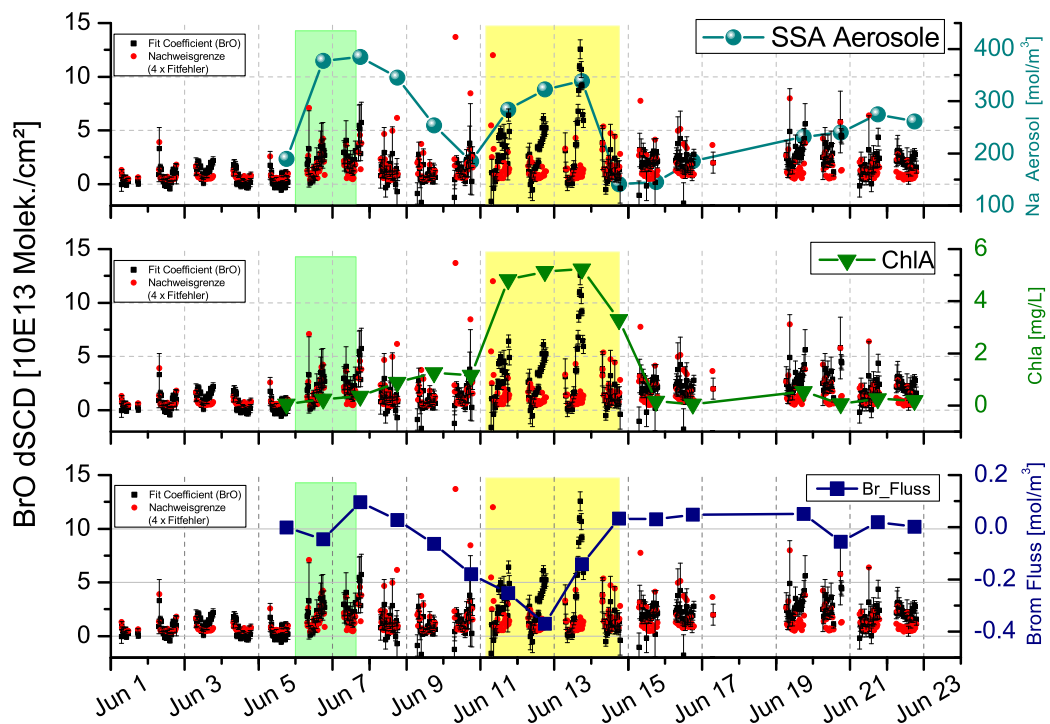 BrO dSCD [10E13 Molek./cm²]
15
10
5
0
Fit Coefficient (BrO)
Nachweisgrenze
(4 x Fitfehler)
SSA Aerosole
400
300
200
100
Na Aerosol [mol/m³]
15
10
5
0
Fit Coefficient (BrO)
Nachweisgrenze
(4 x Fitfehler)
ChlA
6
4
2
0
Chla [mg/L]
15
10
5
0
Fit Coefficient (BrO)
Nachweisgrenze
(4 x Fitfehler)
Br_Fluss
0.2
0.0
-0.2
-0.4
Brom Fluss [mol/m³]
Jun 1
Jun 3
Jun 5
Jun 7
Jun 9
Jun 11
Jun 13
Jun 15
Jun 17
Jun 19
Jun 21
Jun 23